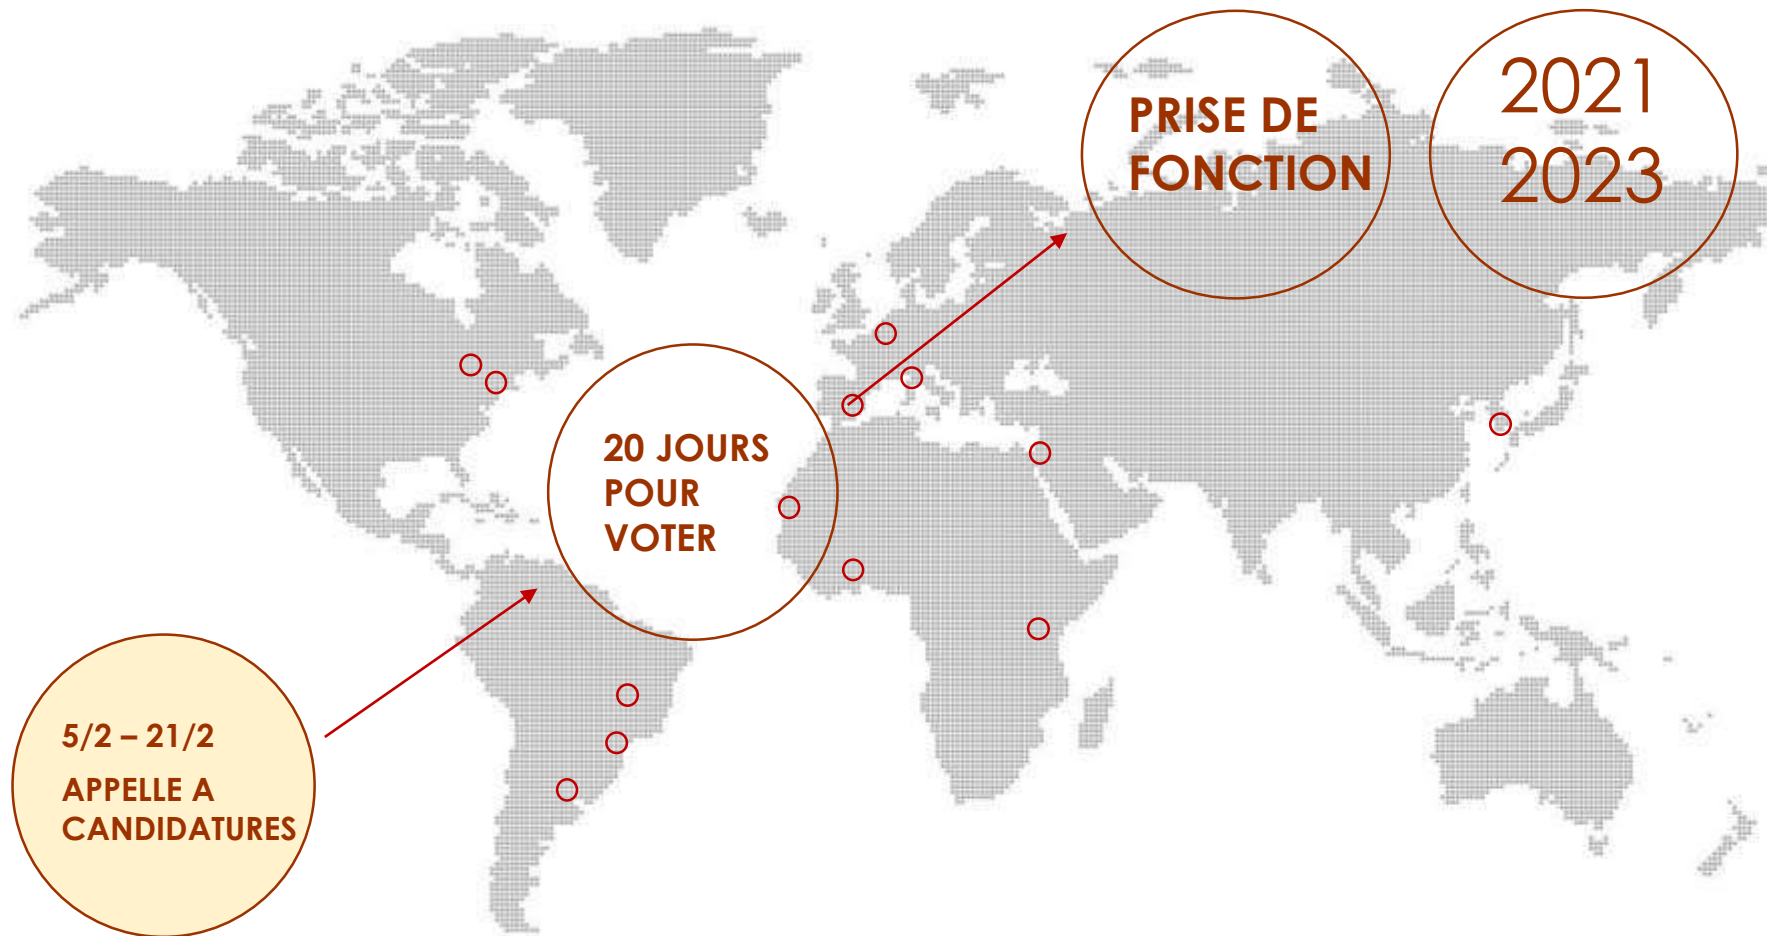 PRISE DE
FONCTION
2021
2023
20 JOURS
POUR
VOTER
5/2 – 21/2
APPELLE A
CANDIDATURES